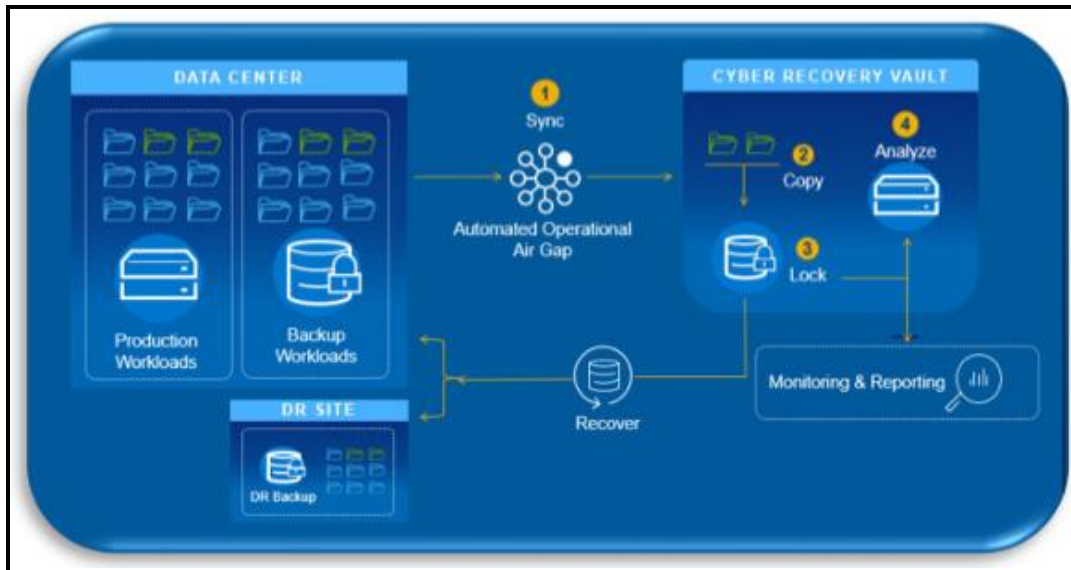 DATA CENTER
Production
Workloads
Backup
Workloads
1
Sync
Automated Operational
Air Gap
CYBER RECOVERY VAULT
2
Copy
3
Lock
4
Analyze
Monitoring & Reporting
Recover
DR SITE
DR Backup